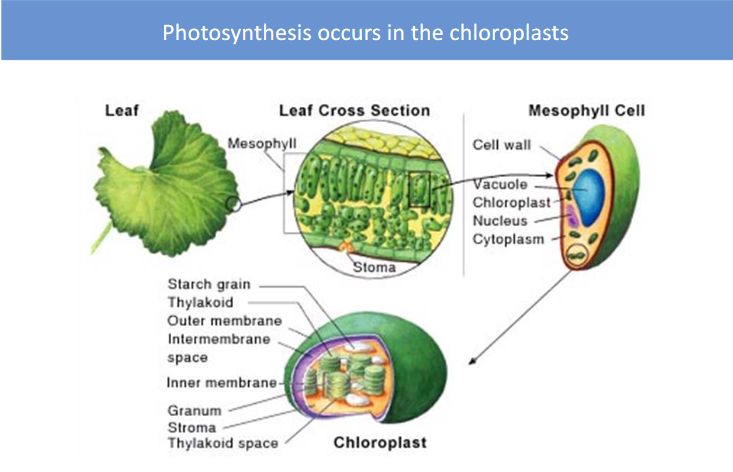 Photosynthesis occurs in the chloroplasts
Leaf
Leaf Cross Section
Mesophyll Cell
Mesophyll
Stoma
Cell wall
Vacuole
Chloroplast
Nucleus
Cytoplasm
Starch grain
Thylakoid
Outer membrane
Intermembrane
space
Inner membrane
Granum
Stroma
Thylakoid space
Chloroplast